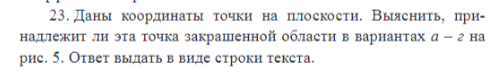 23. Даны координаты точки на плоскости. Выяснить, при-
надлежит ли эта точка закрашенной области в вариантах а – г на
рис. 5. Ответ выдать в виде строки текста.